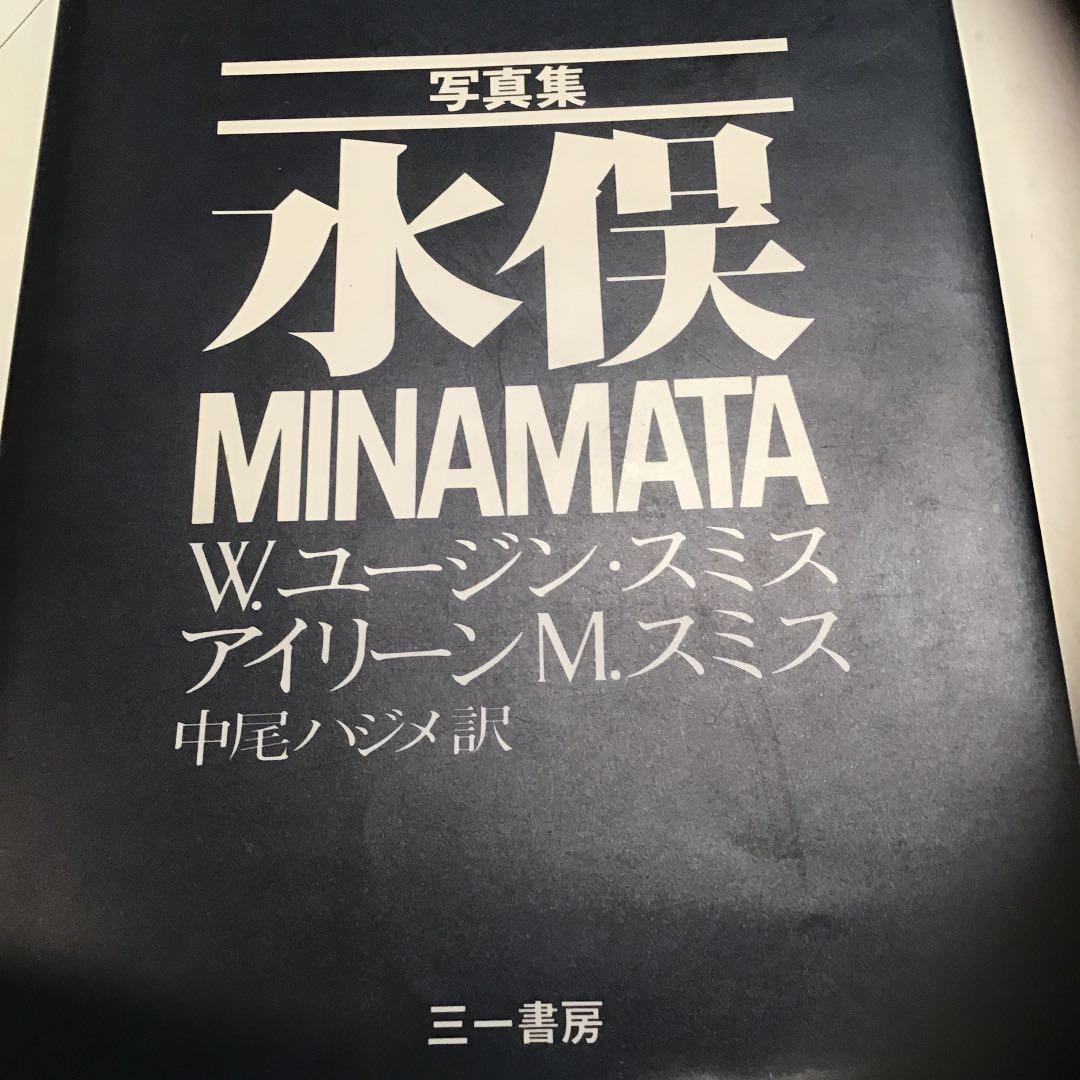 写真集
水俣
MINAMATA
W.ユージン・スミス
アイリーンM.スミス
中尾ハジメ訳
三一書房